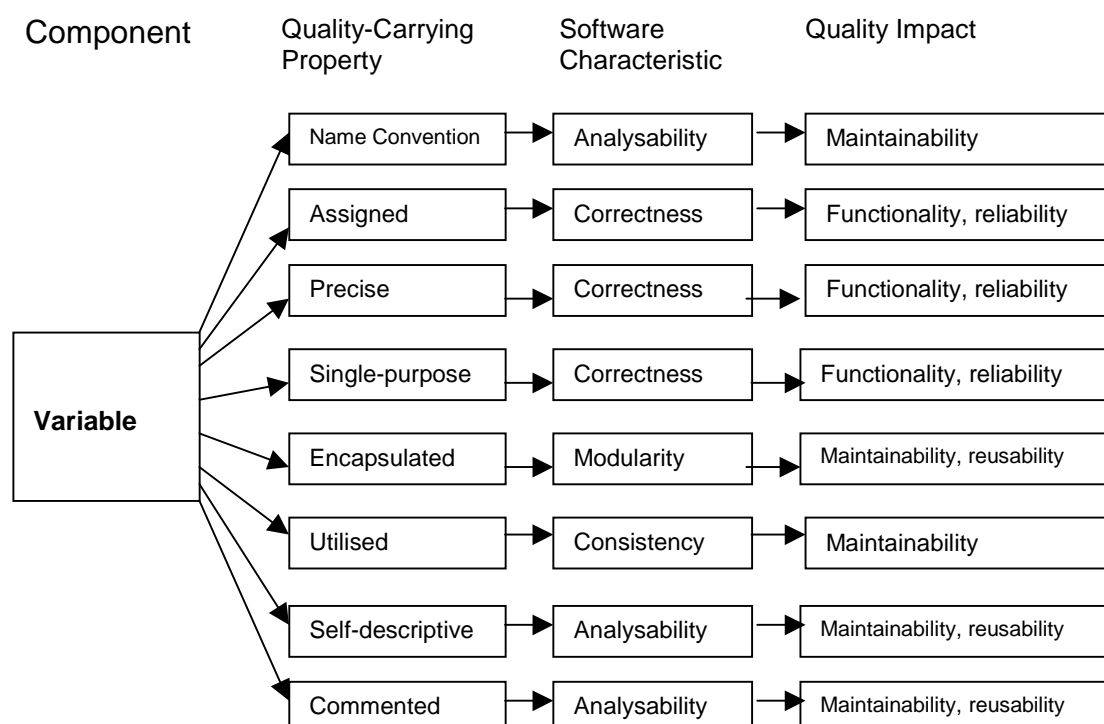 Component
Quality-Carrying
Property
Software
Characteristic
Quality Impact
Name Convention
Analysability
Maintainability
Assigned
Correctness
Functionality, reliability
Precise
Correctness
Functionality, reliability
Single-purpose
Correctness
Functionality, reliability
Variable
Encapsulated
Modularity
Maintainability, reusability
Utilised
Consistency
Maintainability
Self-descriptive
Analysability
Maintainability, reusability
Commented
Analysability
Maintainability, reusability